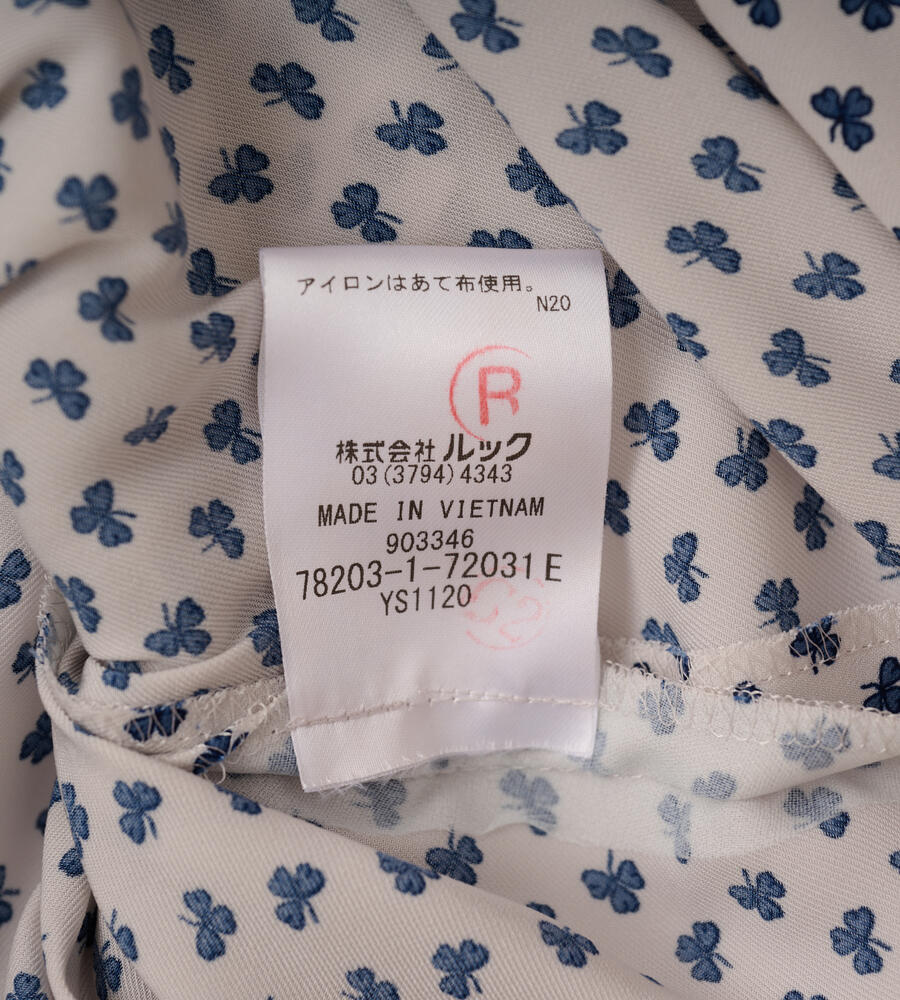 アイロンはあて布使用。
N20
R
株式会社 ルック
03(3794)4343
MADE IN VIETNAM
903346
78203-1-72031 E
YS1120